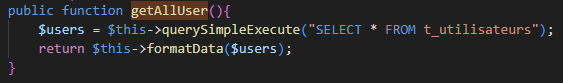 public function getAllUser(){
    $users = $this->querySimpleExecute("SELECT * FROM t_utilisateurs");
    return $this->formatData($users);
}